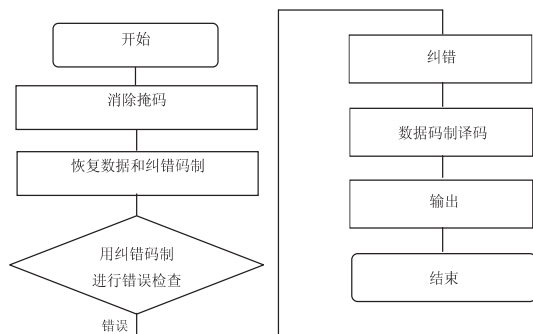 开始
消除掩码
恢复数据和纠错码制
用纠错码制
进行错误检查
错误
纠错
数据码制译码
输出
结束